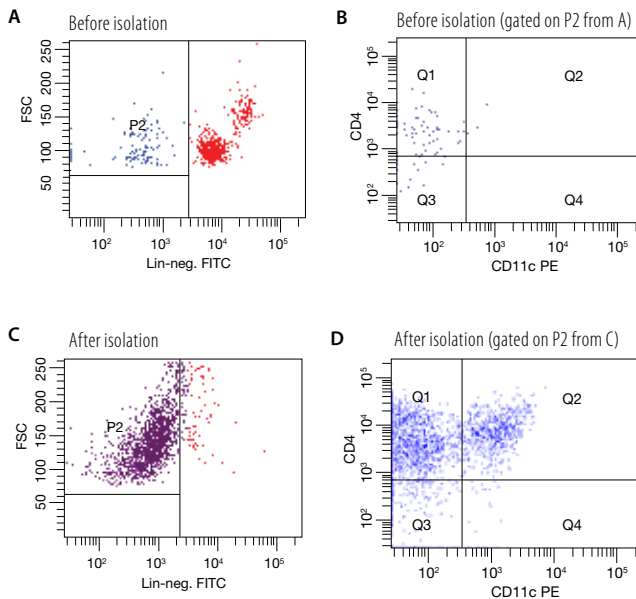 A
Before isolation
FSC
250
200
150
100
50
P2
10²
10³
10⁴
10⁵
Lin-neg. FITC
B
Before isolation (gated on P2 from A)
CD4
10⁵
10⁴
10³
10²
Q1
Q2
Q3
Q4
10²
10³
10⁴
10⁵
CD11c PE
C
After isolation
FSC
250
200
150
100
50
P2
10²
10³
10⁴
10⁵
Lin-neg. FITC
D
After isolation (gated on P2 from C)
CD4
10⁵
10⁴
10³
10²
Q1
Q2
Q3
Q4
10²
10³
10⁴
10⁵
CD11c PE